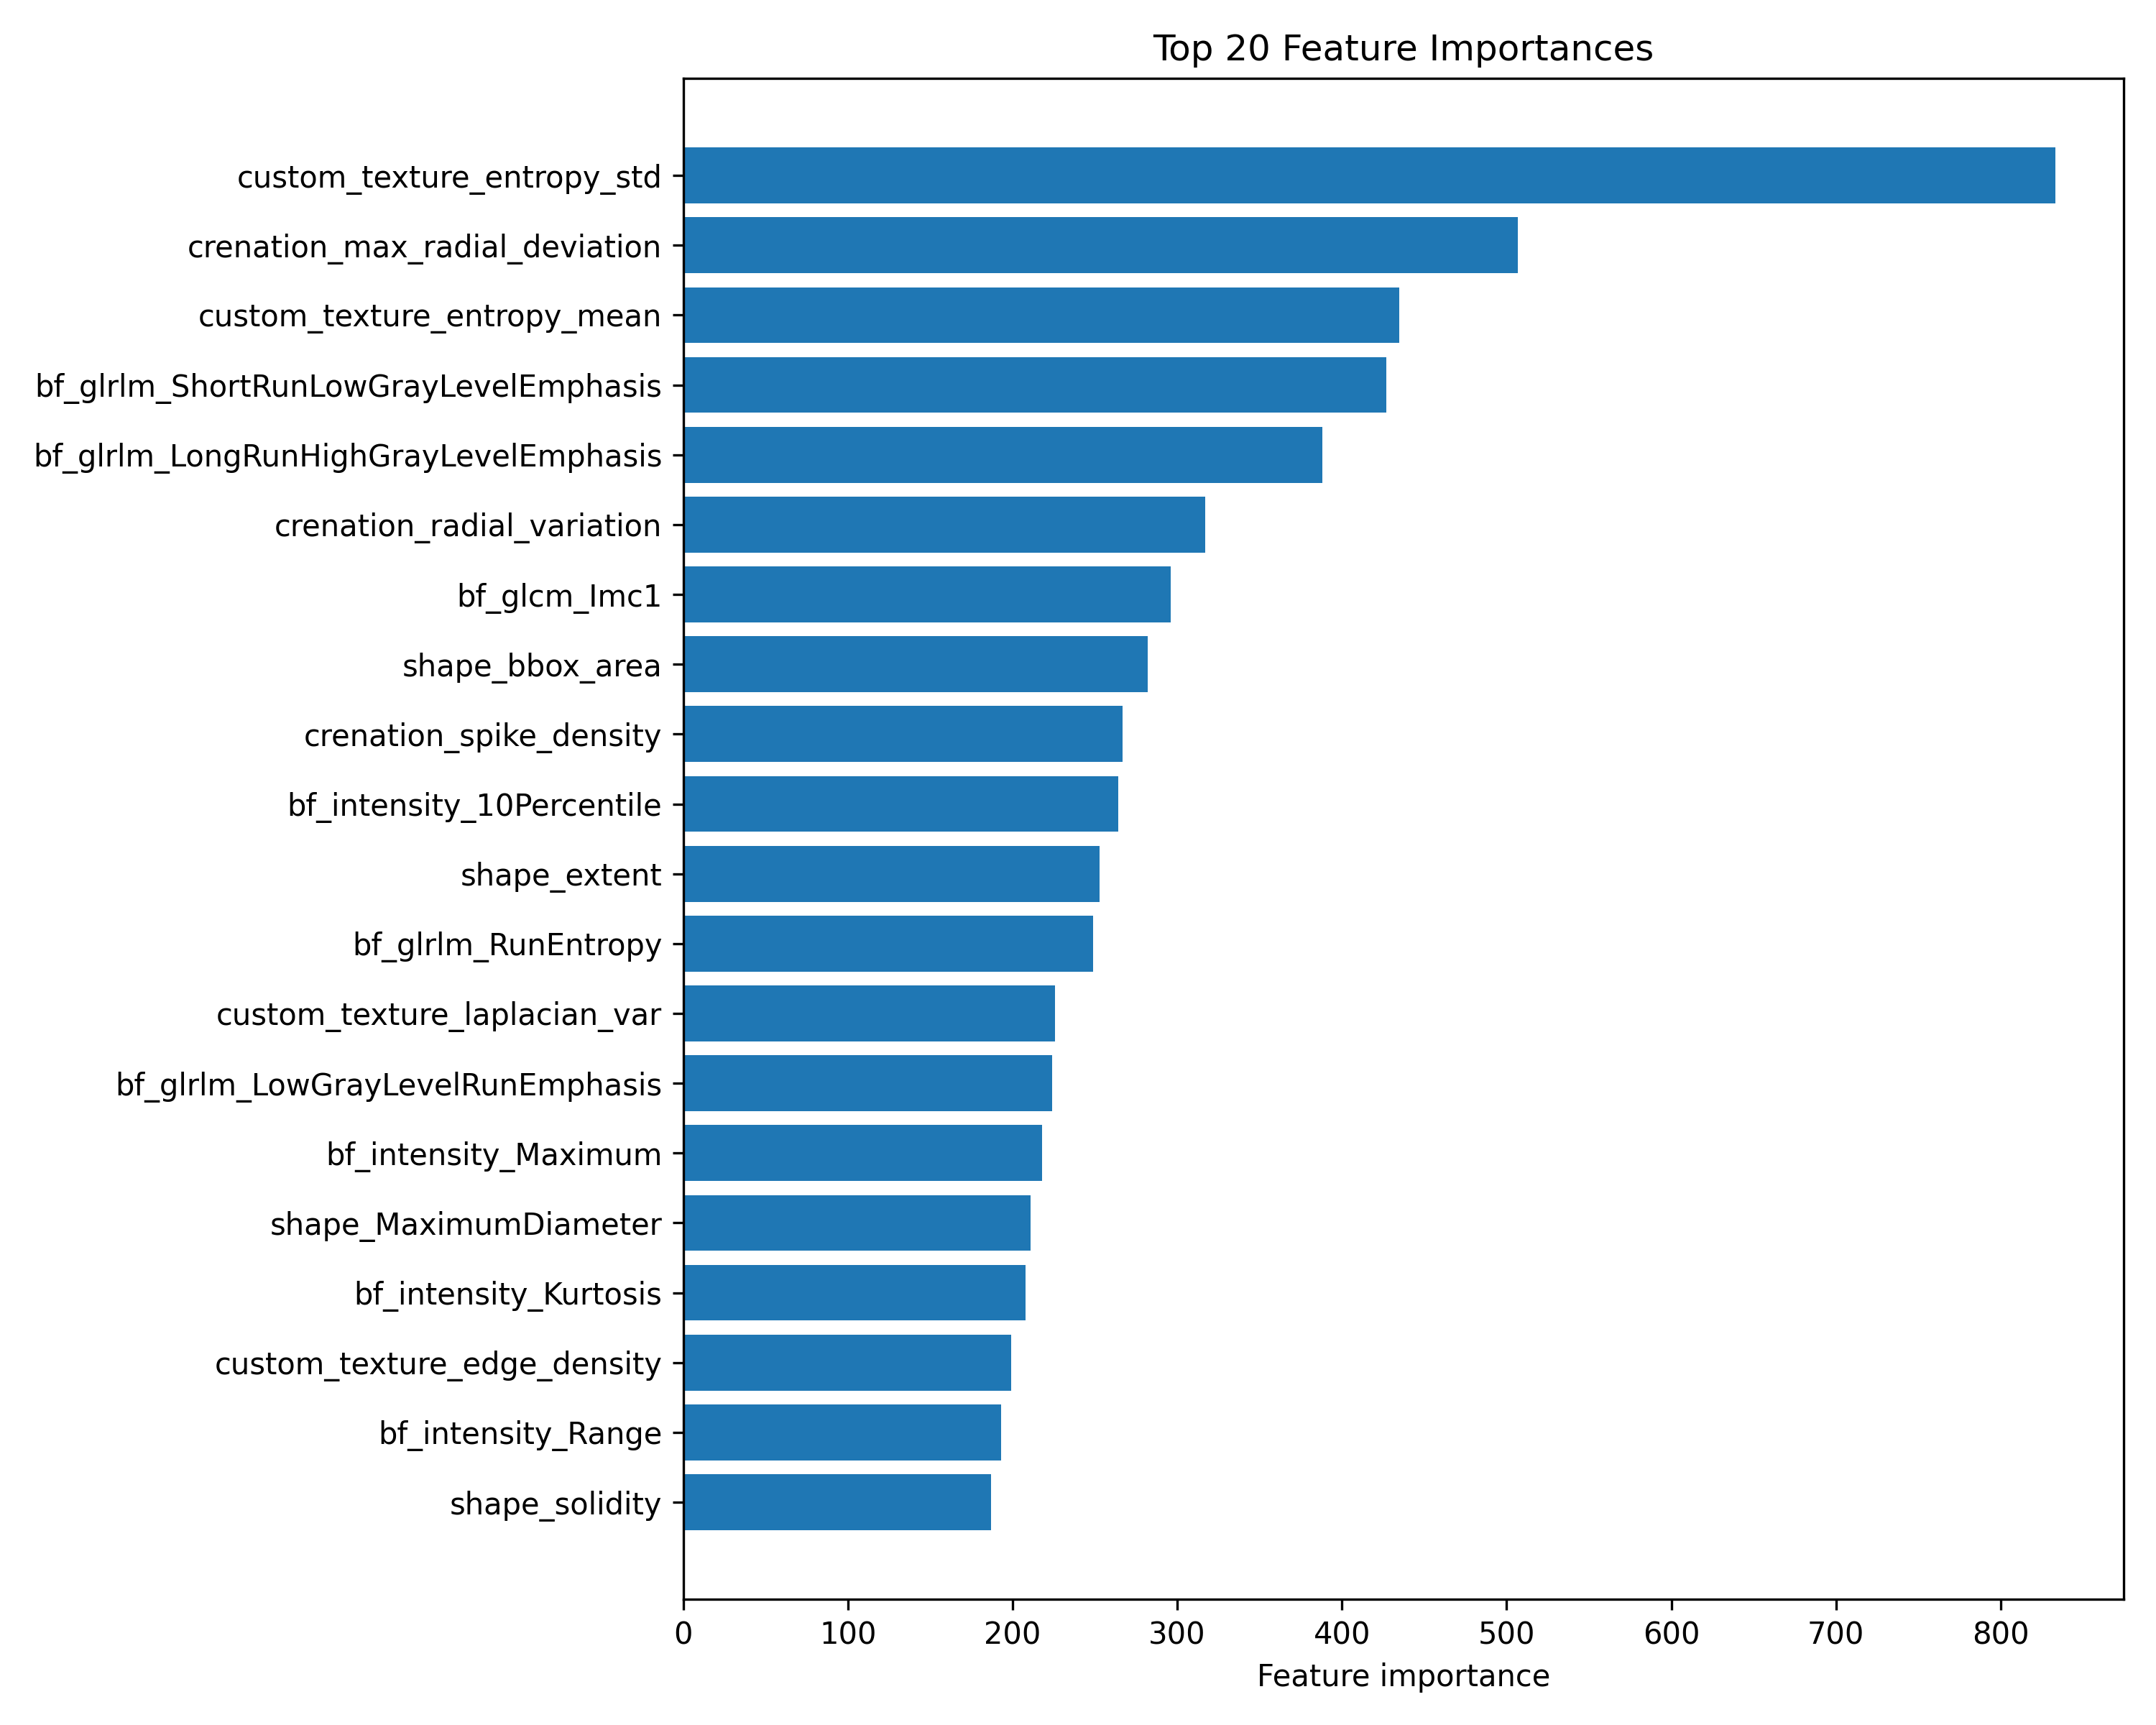 Top 20 Feature Importances
custom_texture_entropy_std
crenation_max_radial_deviation
custom_texture_entropy_mean
bf_glrlm_ShortRunLowGrayLevelEmphasis
bf_glrlm_LongRunHighGrayLevelEmphasis
crenation_radial_variation
bf_glcm_Imc1
shape_bbox_area
crenation_spike_density
bf_intensity_10Percentile
shape_extent
bf_glrlm_RunEntropy
custom_texture_laplacian_var
bf_glrlm_LowGrayLevelRunEmphasis
bf_intensity_Maximum
shape_MaximumDiameter
bf_intensity_Kurtosis
custom_texture_edge_density
bf_intensity_Range
shape_solidity
0 100 200 300 400 500 600 700 800
Feature importance